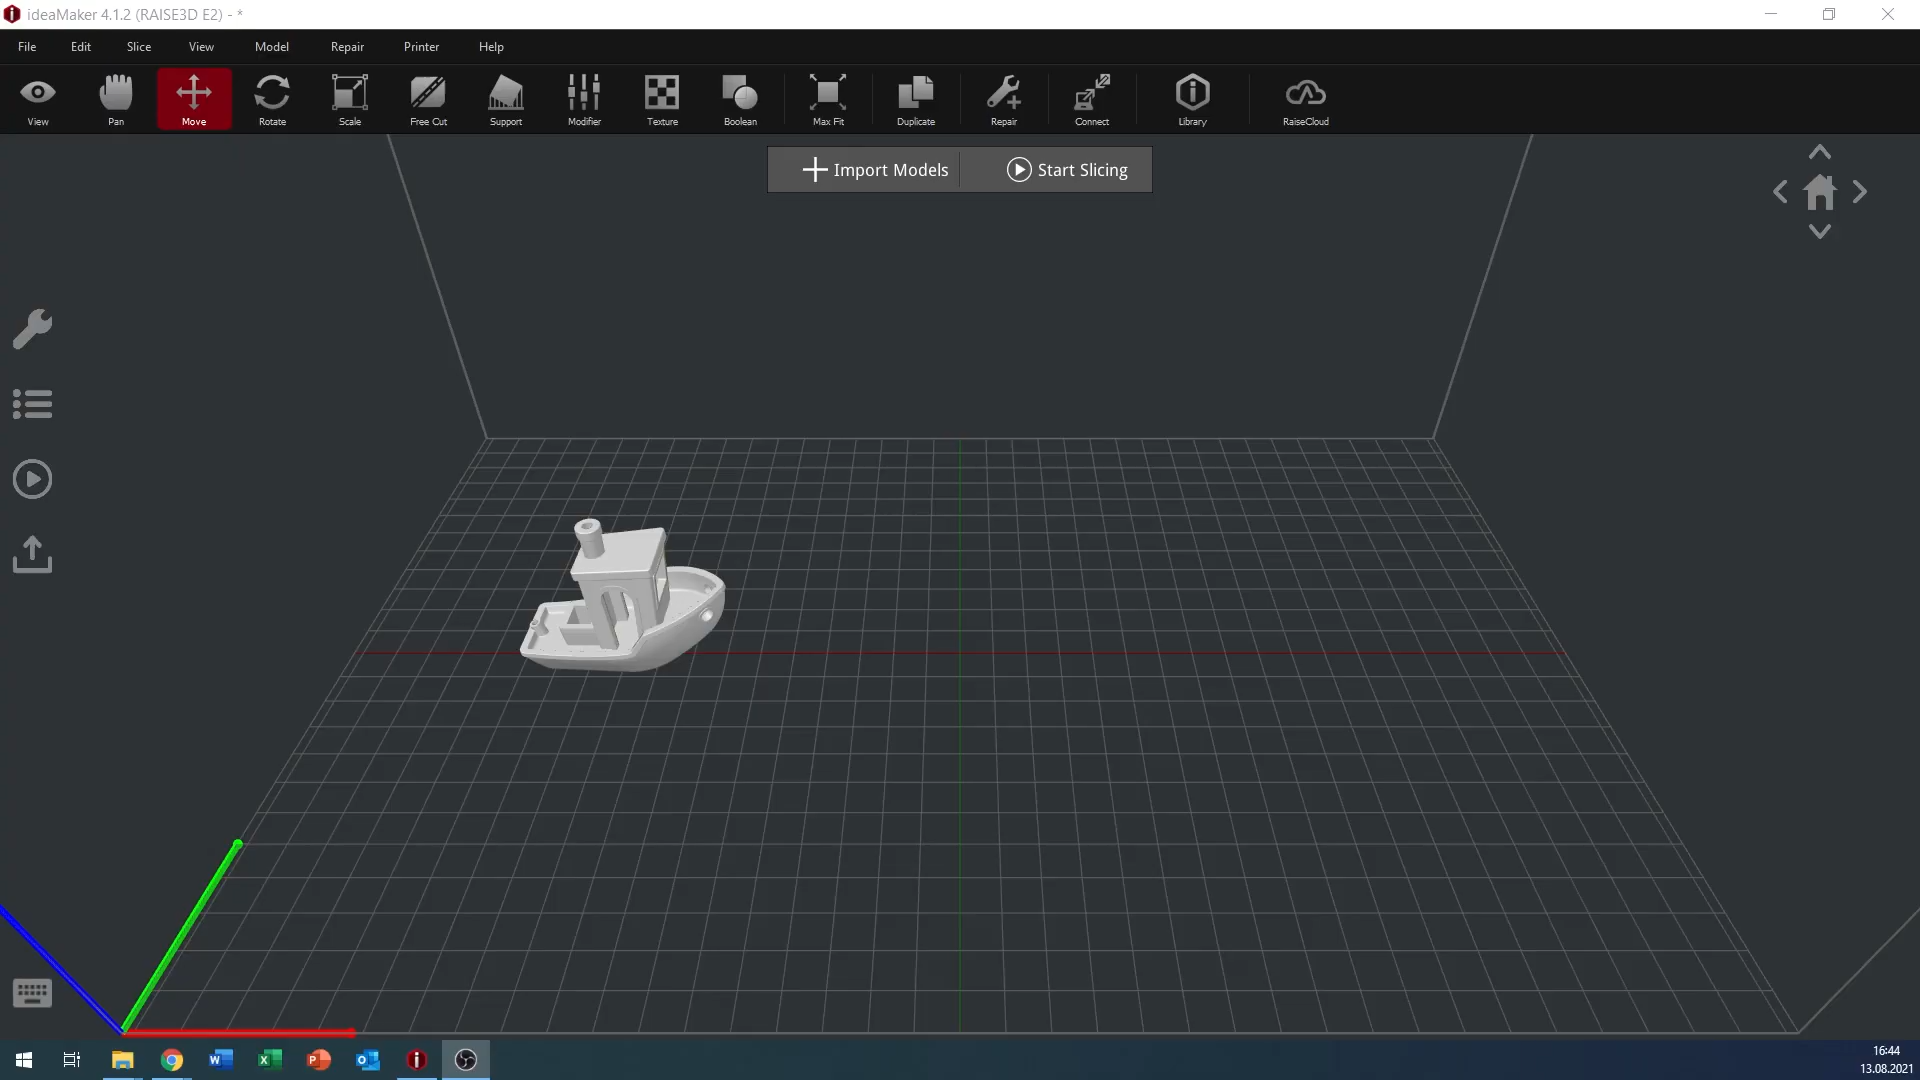 ideaMaker 4.1.2 (RAISE3D E2) - *
File Edit Slice View Model Repair Printer Help
View Pan Move Rotate Scale Free Cut Support Modifier Texture Boolean Max Fit Duplicate Repair Connect Library RaiseCloud
Import Models Start Slicing
16:44
13.08.2021